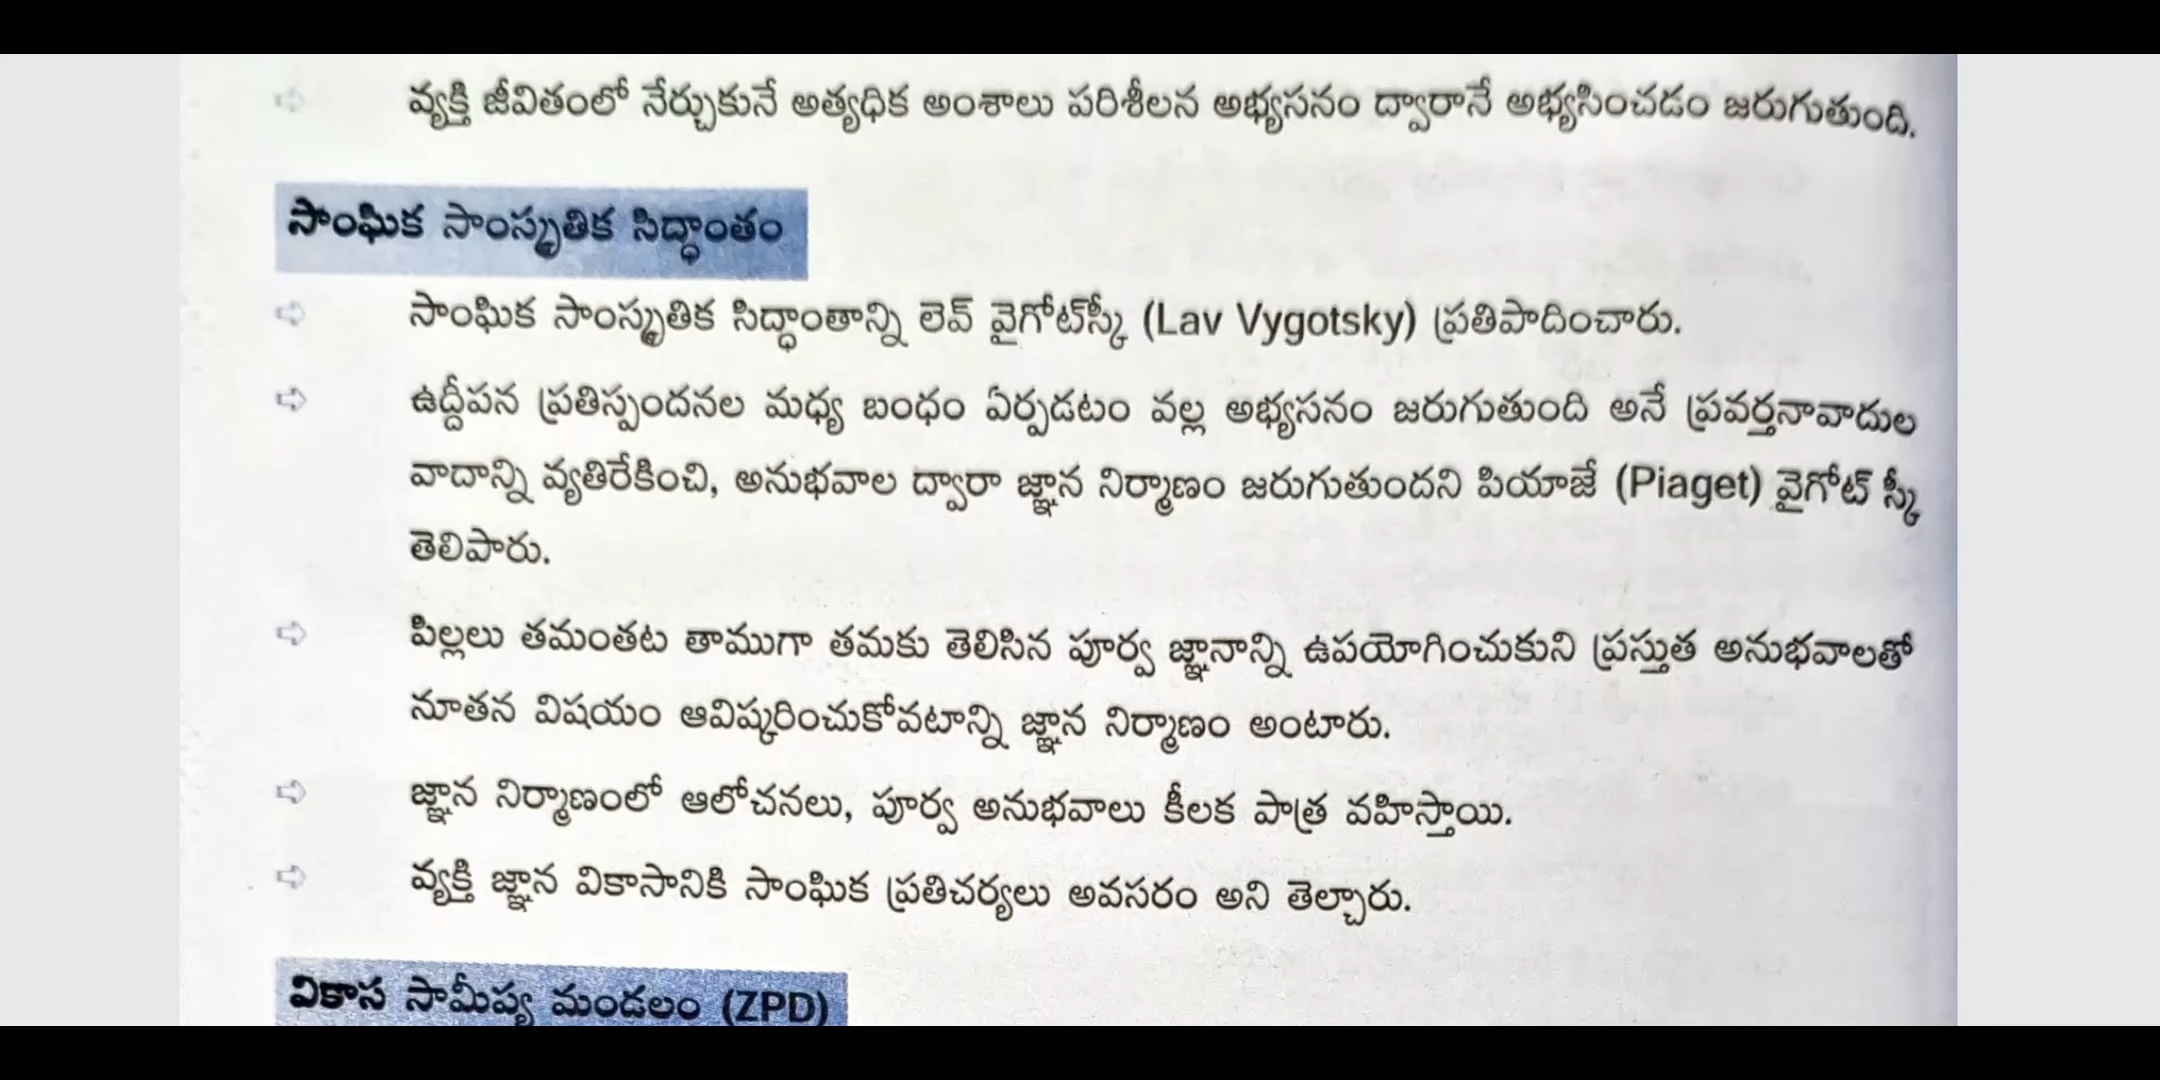 వ్యక్తి జీవితంలో నేర్చుకునే అత్యధిక అంశాలు పరిశీలన అభ్యసనం ద్వారానే అభ్యసించడం జరుగుతుంది.
సాంఘిక సాంస్కృతిక సిద్ధాంతం
⇨ సాంఘిక సాంస్కృతిక సిద్ధాంతాన్ని లెవ్ వైగోట్‌స్కీ (Lav Vygotsky) ప్రతిపాదించారు.
⇨ ఉద్దీపన ప్రతిస్పందనల మధ్య బంధం ఏర్పడటం వల్ల అభ్యసనం జరుగుతుంది అనే ప్రవర్తనావాదుల
వాదాన్ని వ్యతిరేకించి, అనుభవాల ద్వారా జ్ఞాన నిర్మాణం జరుగుతుందని పియాజే (Piaget) వైగోట్ స్కీ
తెలిపారు.
⇨ పిల్లలు తమంతట తాముగా తమకు తెలిసిన పూర్వ జ్ఞానాన్ని ఉపయోగించుకుని ప్రస్తుత అనుభవాలతో
నూతన విషయం ఆవిష్కరించుకోవటాన్ని జ్ఞాన నిర్మాణం అంటారు.
⇨ జ్ఞాన నిర్మాణంలో ఆలోచనలు, పూర్వ అనుభవాలు కీలక పాత్ర వహిస్తాయి.
⇨ వ్యక్తి జ్ఞాన వికాసానికి సాంఘిక ప్రతిచర్యలు అవసరం అని తెల్చారు.
వికాస సామీప్య మండలం (ZPD)